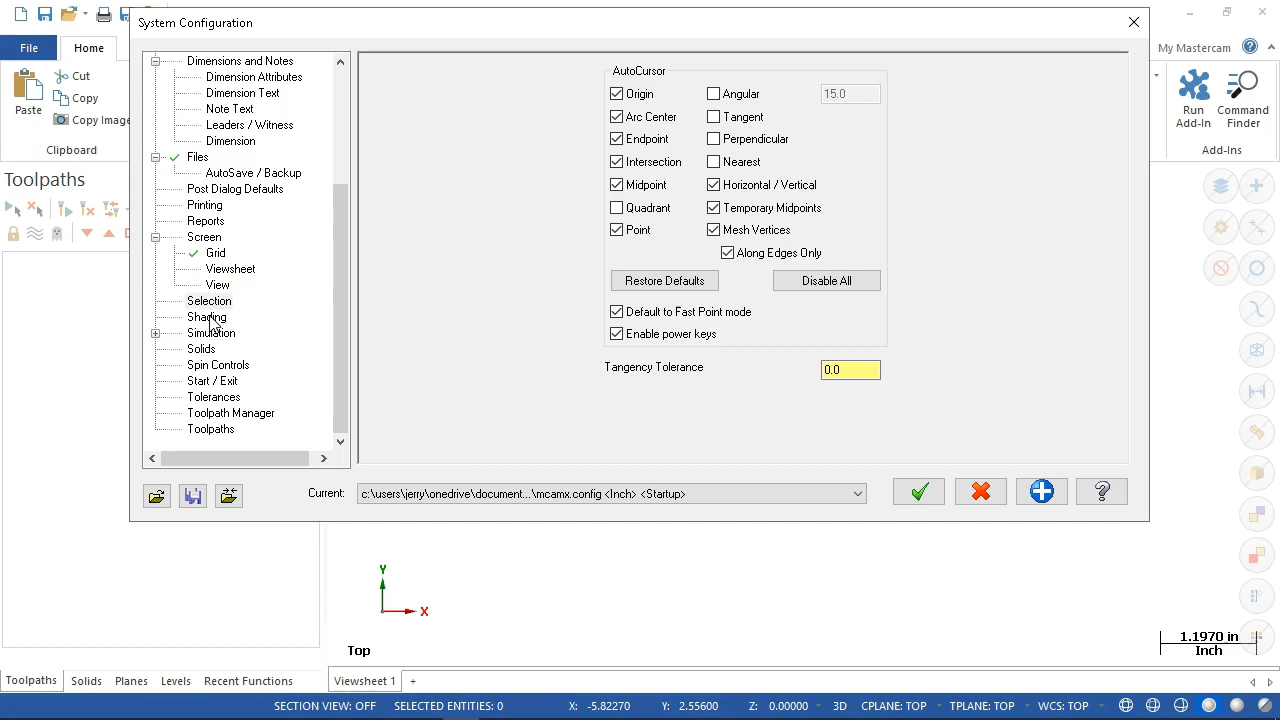 System Configuration
File
Home
My Mastercam
Paste
Cut
Copy
Copy Image
Clipboard
Run
Add-In
Command
Finder
Add-Ins
Toolpaths
Dimensions and Notes
Dimension Attributes
Dimension Text
Note Text
Leaders / Witness
Dimension
Files
AutoSave / Backup
Post Dialog Defaults
Printing
Reports
Screen
Grid
Viewsheet
View
Selection
Shading
Simulation
Solids
Spin Controls
Start / Exit
Tolerances
Toolpath Manager
Toolpaths
AutoCursor
Origin
Angular
15.0
Arc Center
Tangent
Endpoint
Perpendicular
Intersection
Nearest
Midpoint
Horizontal / Vertical
Quadrant
Temporary Midpoints
Point
Mesh Vertices
Along Edges Only
Restore Defaults
Disable All
Default to Fast Point mode
Enable power keys
Tangency Tolerance
0.0
Current:
c:\users\jerry\onedrive\document...\mcamx.config <Inch> <Startup>
Y
X
Top
1.1970 in
Inch
Toolpaths
Solids
Planes
Levels
Recent Functions
Viewsheet 1
+
SECTION VIEW: OFF
SELECTED ENTITIES: 0
X: -5.82270
Y: 2.55600
Z: 0.00000
3D
CPLANE: TOP
TPLANE: TOP
WCS: TOP